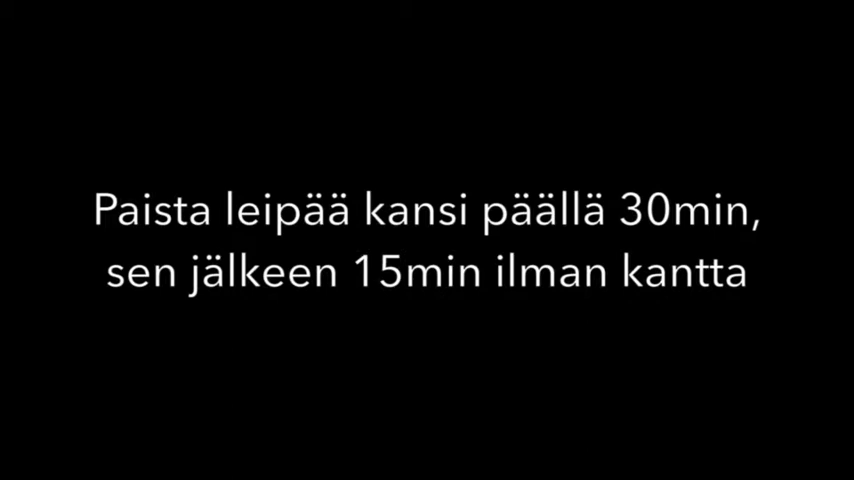 Paista leipää kansi päällä 30min,
sen jälkeen 15min ilman kantta